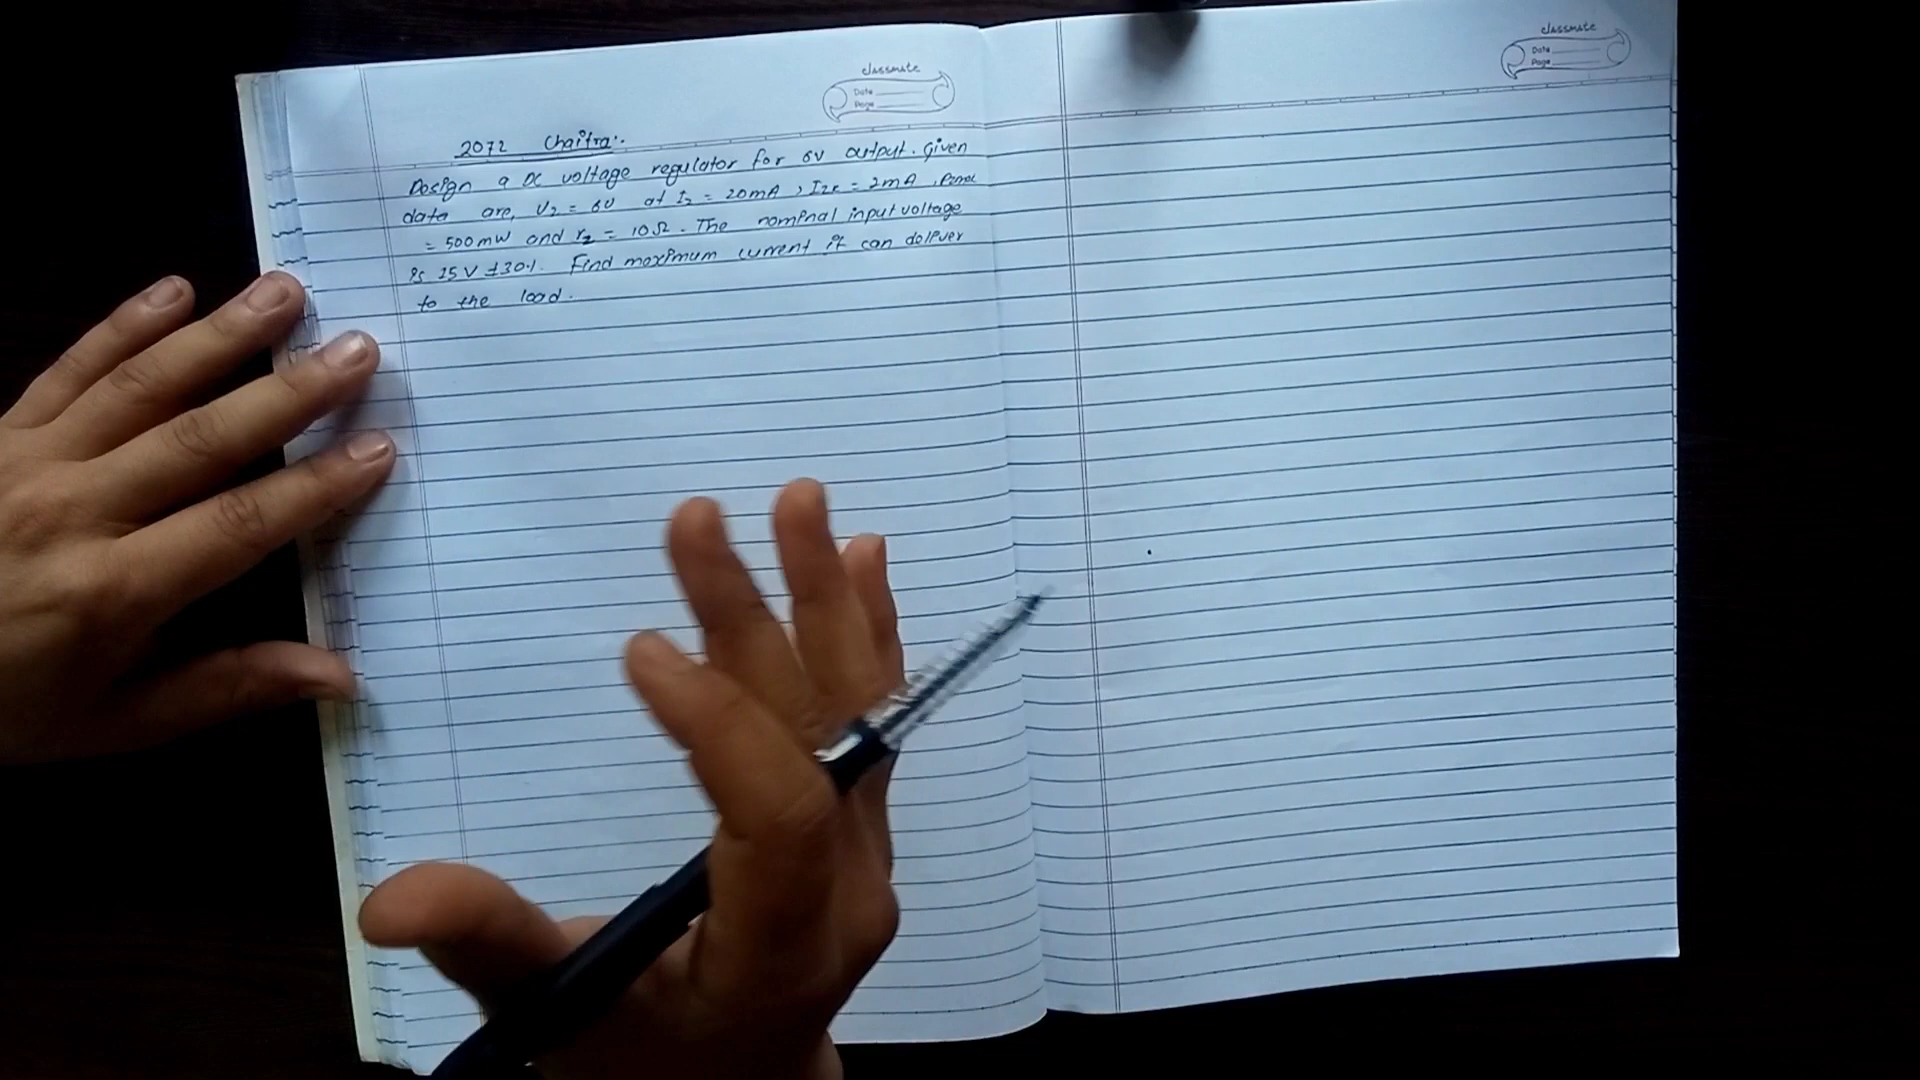 classmate
Date
Page
2072 Chaitra:.
Design a DC voltage regulator for 6V output. Given
data are, Vz = 6V at Iz = 20mA, Izk = 2mA,
= 500mW and rz = 10Ω. The nominal input voltage
is 15V ±30%. Find maximum current it can deliver
to the load.
classmate
Date
Page